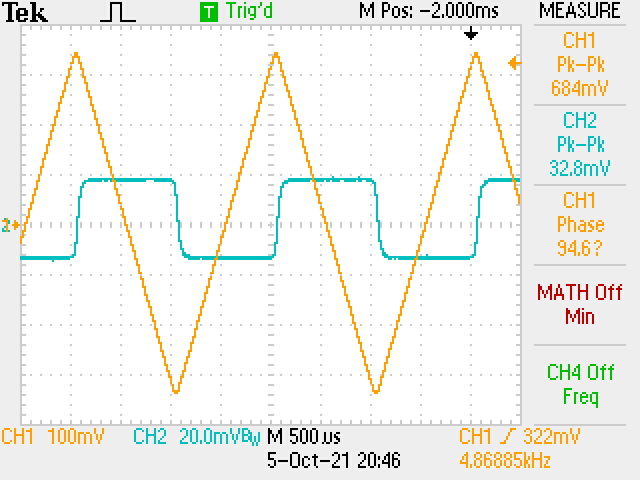 Tek T Trig'd M Pos: -2.000ms MEASURE
CH1
Pk-Pk
684mV
CH2
Pk-Pk
32.8mV
CH1
Phase
94.6?
MATH Off
Min
CH4 Off
Freq
2
CH1 100mV CH2 20.0mVBW M 500µs CH1 322mV
5-Oct-21 20:46 4.86885kHz